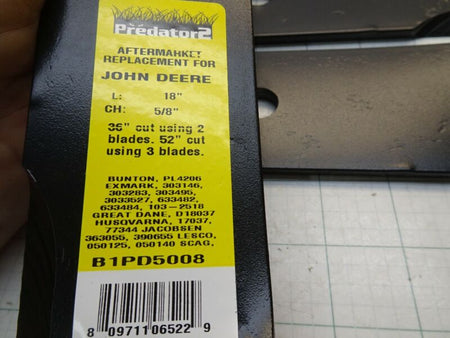 Predator2
AFTERMARKET
REPLACEMENT FOR
JOHN DEERE
L: 18"
CH: 5/8"
36" cut using 2
blades. 52" cut
using 3 blades.
BUNTON, PL4206
EXMARK, 303146,
303283, 303495,
3033527, 633482,
633484, 103-2518
GREAT DANE, D18037
HUSQVARNA, 17037,
77344 JACOBSEN
363055, 390655 LESCO,
050125, 050140 SCAG,
B1PD5008
8 09711 06522 9